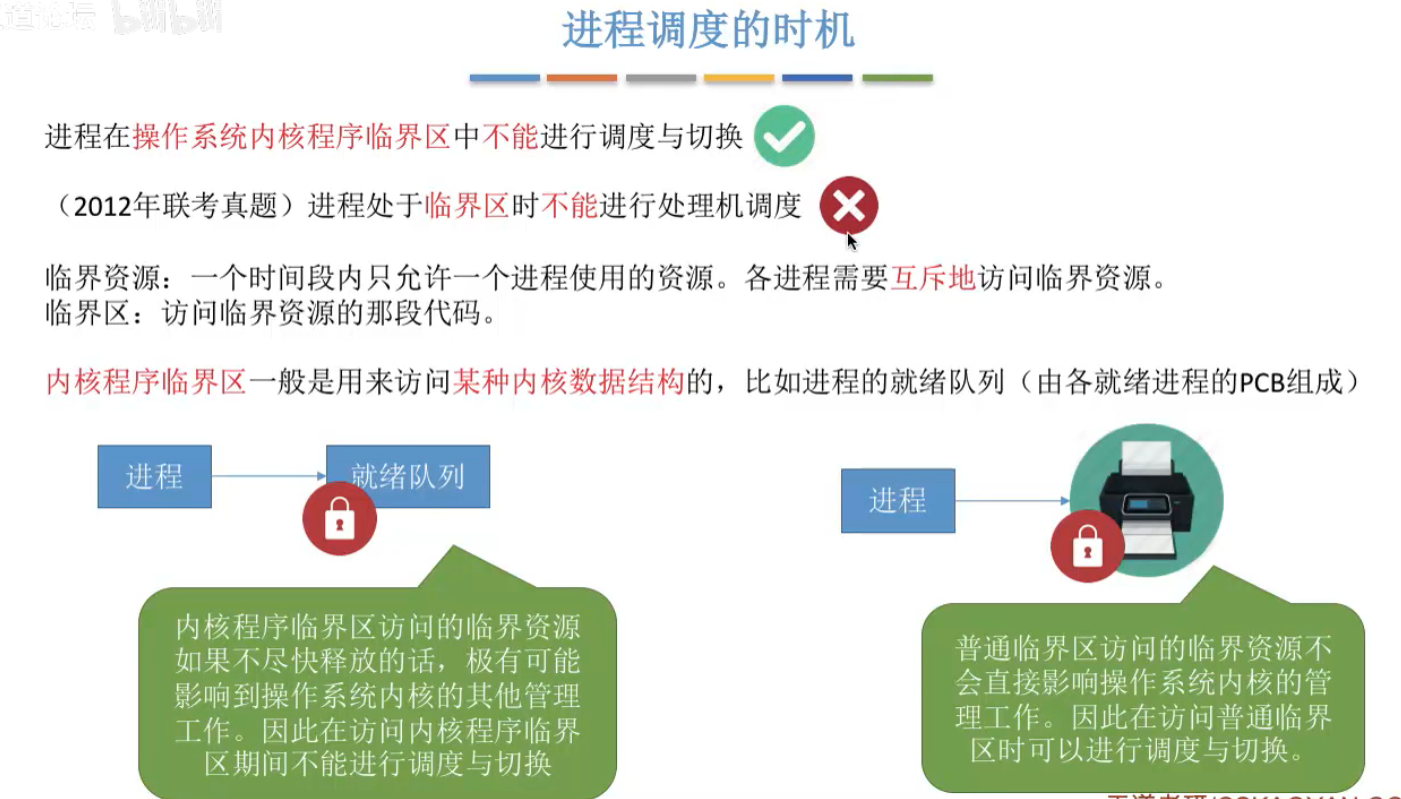 进程调度的时机
进程在操作系统内核程序临界区中不能进行调度与切换
（2012年联考真题）进程处于临界区时不能进行处理机调度
临界资源：一个时间段内只允许一个进程使用的资源。各进程需要互斥地访问临界资源。
临界区：访问临界资源的那段代码。
内核程序临界区一般是用来访问某种内核数据结构的，比如进程的就绪队列（由各就绪进程的PCB组成）
进程
就绪队列
进程
内核程序临界区访问的临界资源
如果不尽快释放的话，极有可能
影响到操作系统内核的其他管理
工作。因此在访问内核程序临界
区期间不能进行调度与切换
普通临界区访问的临界资源不
会直接影响操作系统内核的管
理工作。因此在访问普通临界
区时可以进行调度与切换。